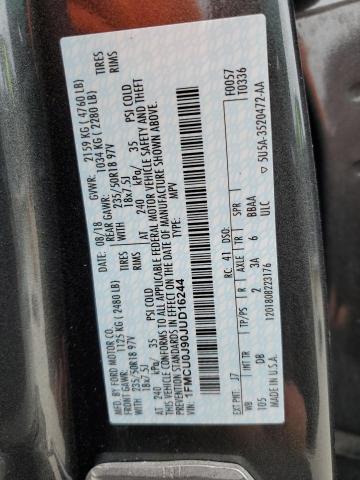 MFD. BY FORD MOTOR CO. IN U.S.A.
DATE: 08/18 GVWR: 2159 KG ( 4760 LB)
FRONT GAWR: 1125 KG ( 2480 LB) REAR GAWR: 1034 KG ( 2280 LB)
235/50R18 97V TIRES 235/50R18 97V TIRES
18x7.5J RIMS 18x7.5J RIMS
AT 240 kPa/ 35 PSI COLD AT 240 kPa/ 35 PSI COLD
THIS VEHICLE CONFORMS TO ALL APPLICABLE FEDERAL MOTOR VEHICLE SAFETY AND THEFT
PREVENTION STANDARDS IN EFFECT ON THE DATE OF MANUFACTURE SHOWN ABOVE.
VIN: 1FMCU0J90JUD16244
TYPE: MPV
F0057
T0336
EXT PNT: J7 RC: 41 DSO:
WB INT TR TP/PS R AXLE TR SPR
105 DB 2 3A 6 BBAA
U.S.A. 120180B223176 ULC
5U5A-3520472-AA